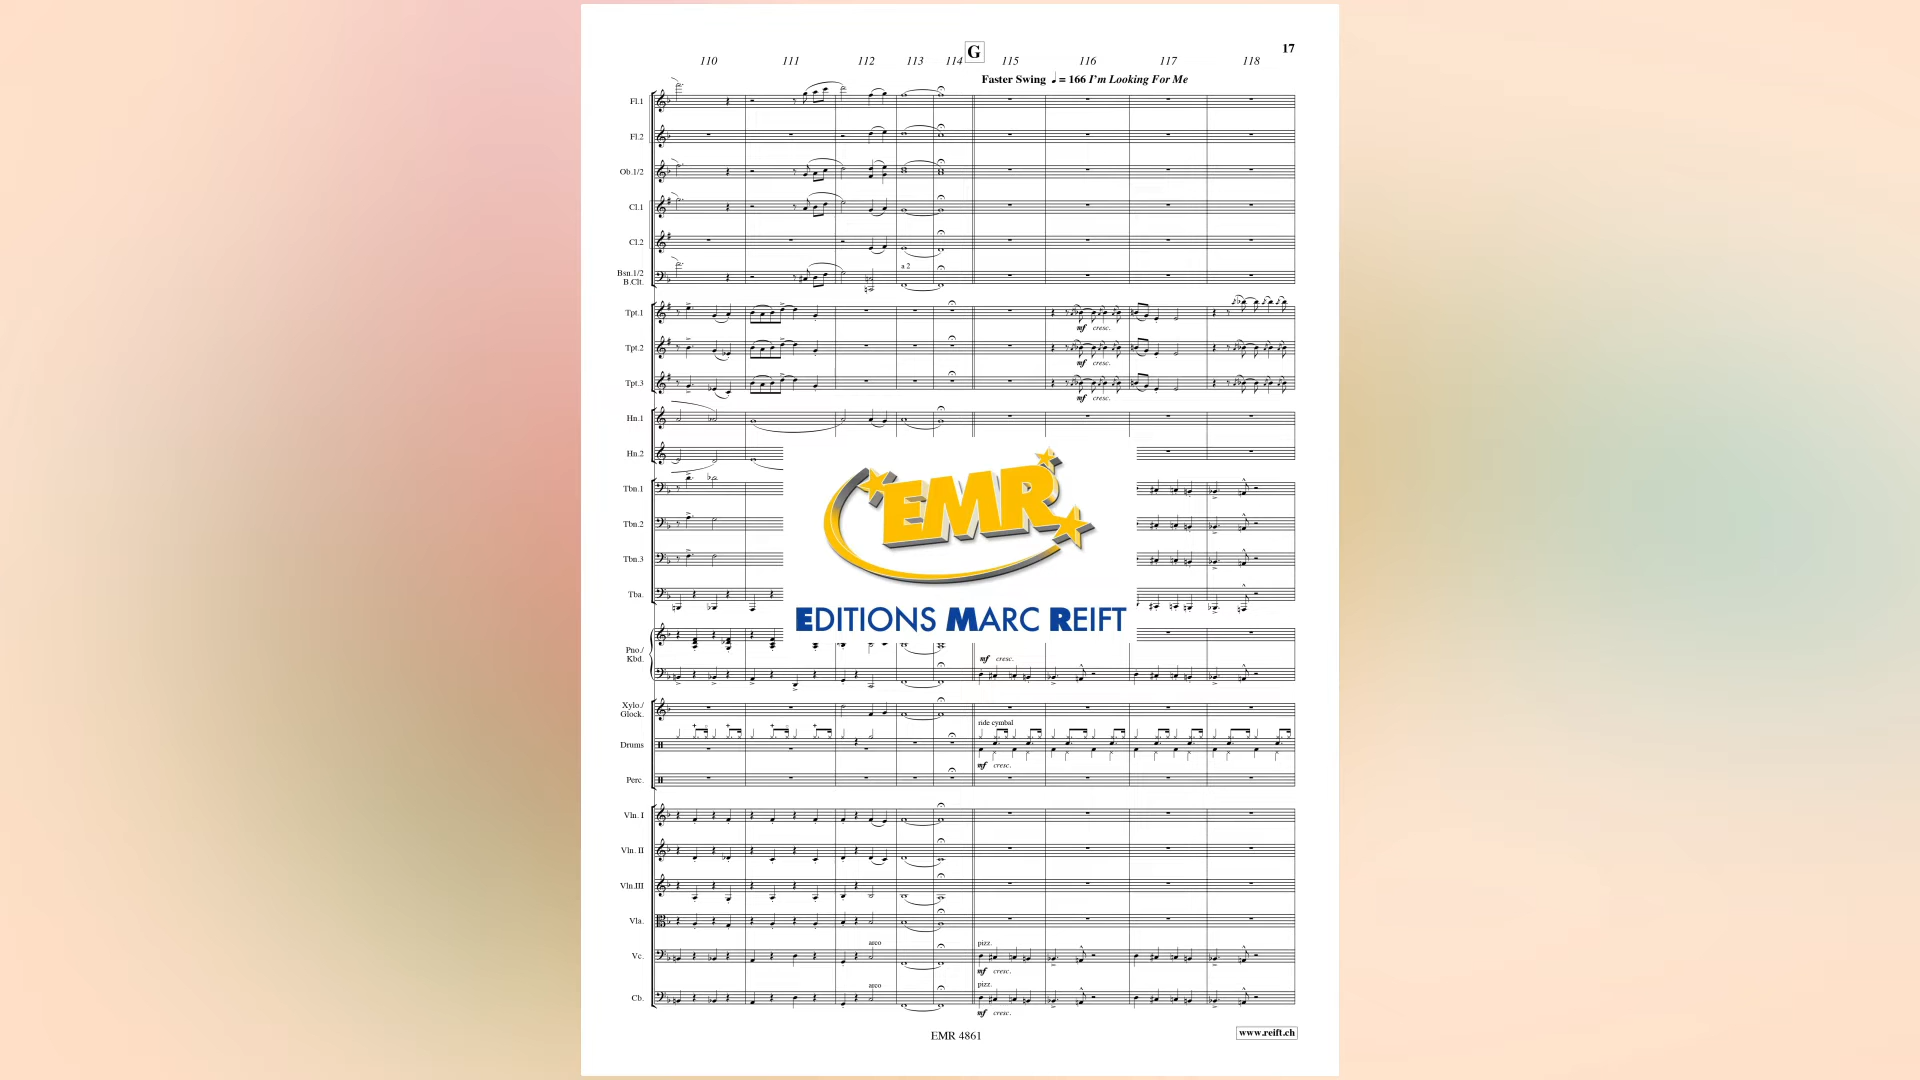 17
110 111 112 113 114 G 115 116 117 118
Faster Swing ♩= 166 I'm Looking For Me
Fl.1
Fl.2
Ob.1/2
Cl.1
Cl.2
Bsn.1/2
B.Clt.
a 2
Tpt.1
mf cresc.
Tpt.2
mf cresc.
Tpt.3
mf cresc.
Hn.1
Hn.2
Tbn.1
Tbn.2
Tbn.3
Tba.
EMR
EDITIONS MARC REIFT
Pno./
Kbd.
mf cresc.
Xylo./
Glock.
ride cymbal
Drums
mf cresc.
Perc.
Vln. I
Vln. II
Vln.III
Vla.
arco pizz.
Vc.
mf cresc.
arco pizz.
Cb.
mf cresc.
EMR 4861
www.reift.ch